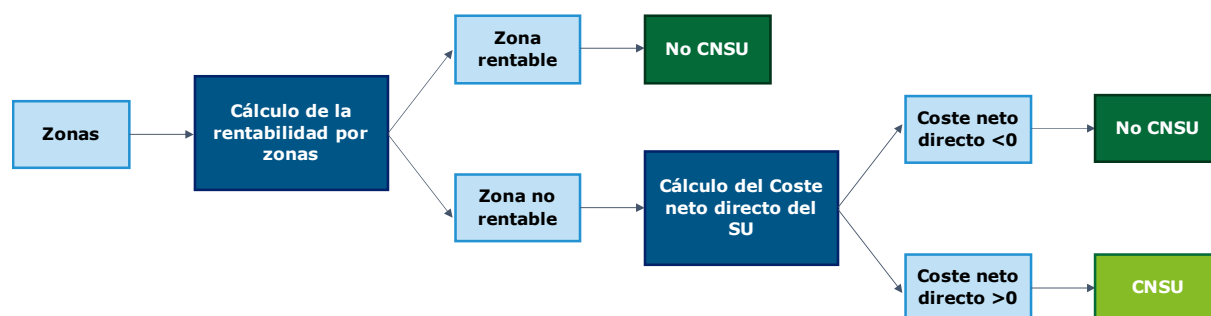 Zonas
Cálculo de la
rentabilidad por
zonas
Zona
rentable
No CNSU
Zona no
rentable
Cálculo del Coste
neto directo del
SU
Coste neto
directo <0
No CNSU
Coste neto
directo >0
CNSU